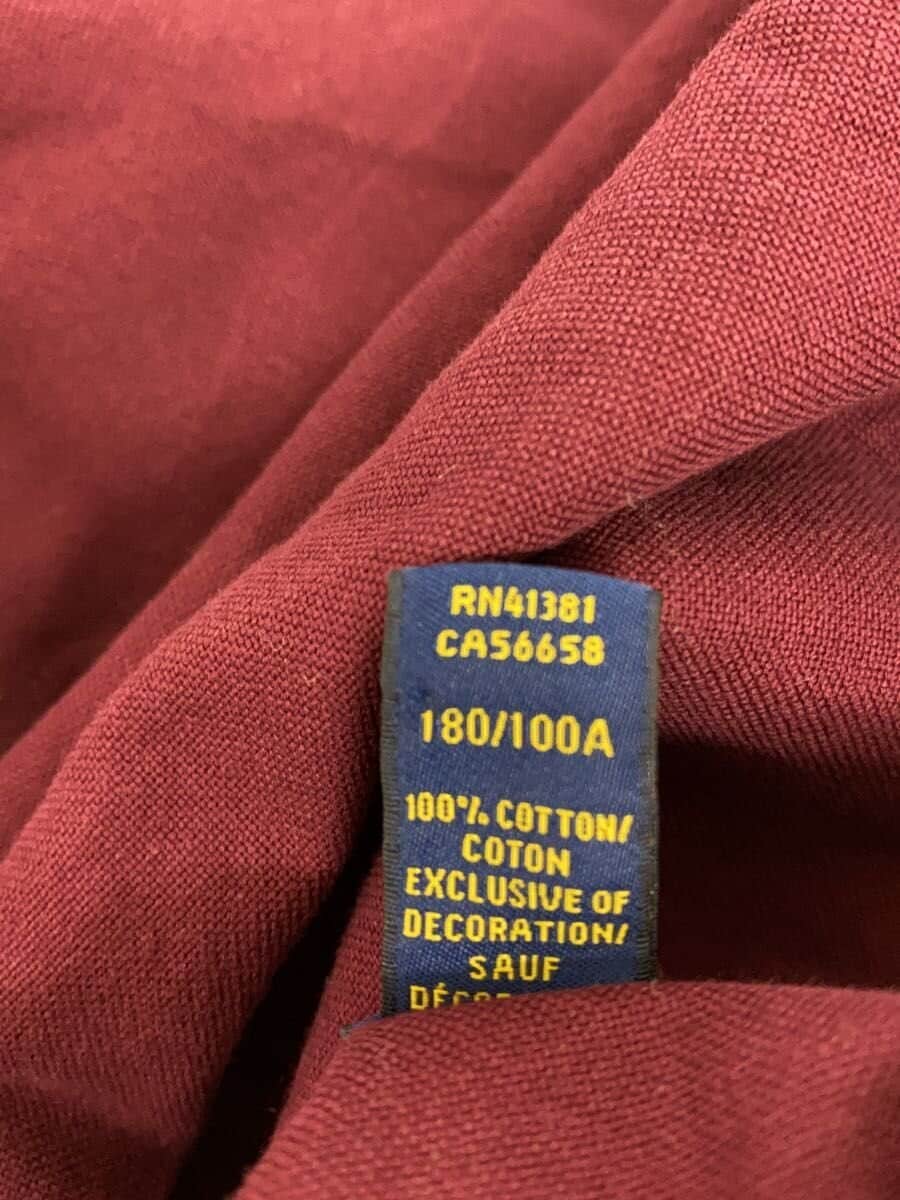 RN41381
CA56658
180/100A
100% COTTON/
COTON
EXCLUSIVE OF
DECORATION/
SAUF